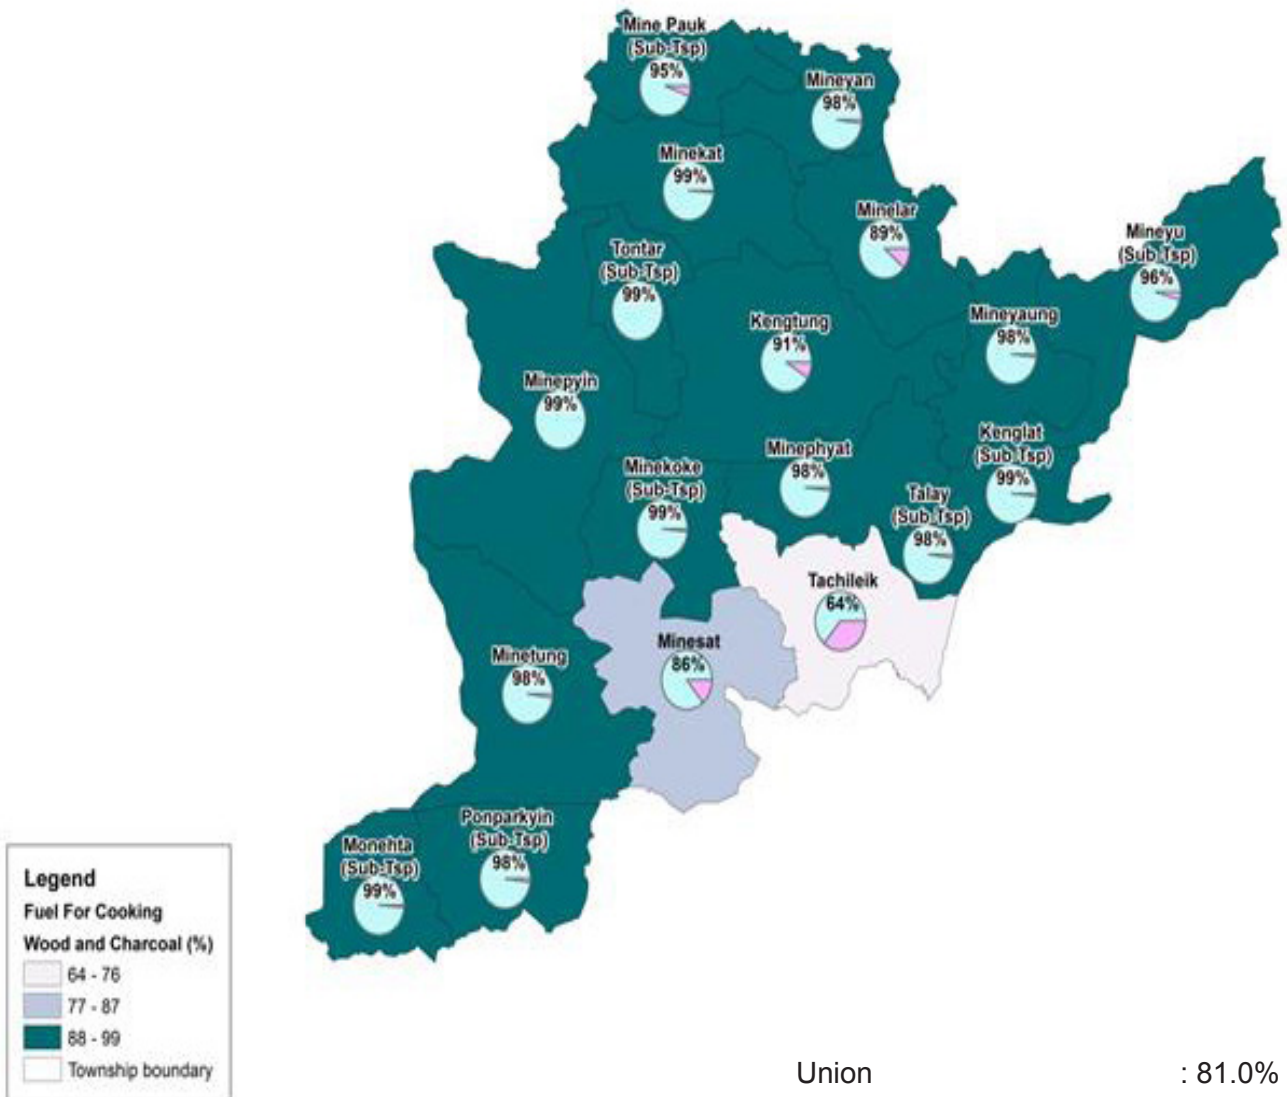 Mine Pauk
(Sub-Tsp)
95%
Mineyan
98%
Minekat
99%
Minelar
89%
Mineyu
(Sub-Tsp)
96%
Tontar
(Sub-Tsp)
99%
Kengtung
91%
Mineyaung
98%
Minepyin
99%
Kenglat
(Sub-Tsp)
99%
Minephyat
98%
Minekoke
(Sub-Tsp)
99%
Talay
(Sub-Tsp)
98%
Tachileik
64%
Minesat
86%
Minetung
98%
Ponparkyin
(Sub-Tsp)
98%
Monehta
(Sub-Tsp)
99%
Legend
Fuel For Cooking
Wood and Charcoal (%)
64 - 76
77 - 87
88 - 99
Township boundary
Union : 81.0%